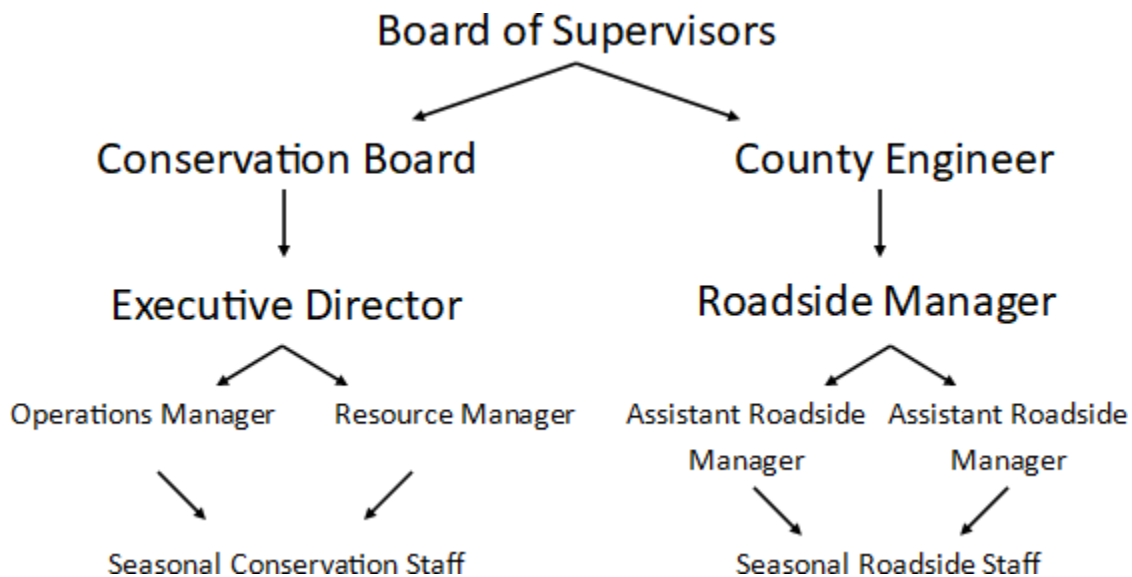 Board of Supervisors
Conservation Board
County Engineer
Executive Director
Roadside Manager
Operations Manager
Resource Manager
Assistant Roadside
Manager
Assistant Roadside
Manager
Seasonal Conservation Staff
Seasonal Roadside Staff